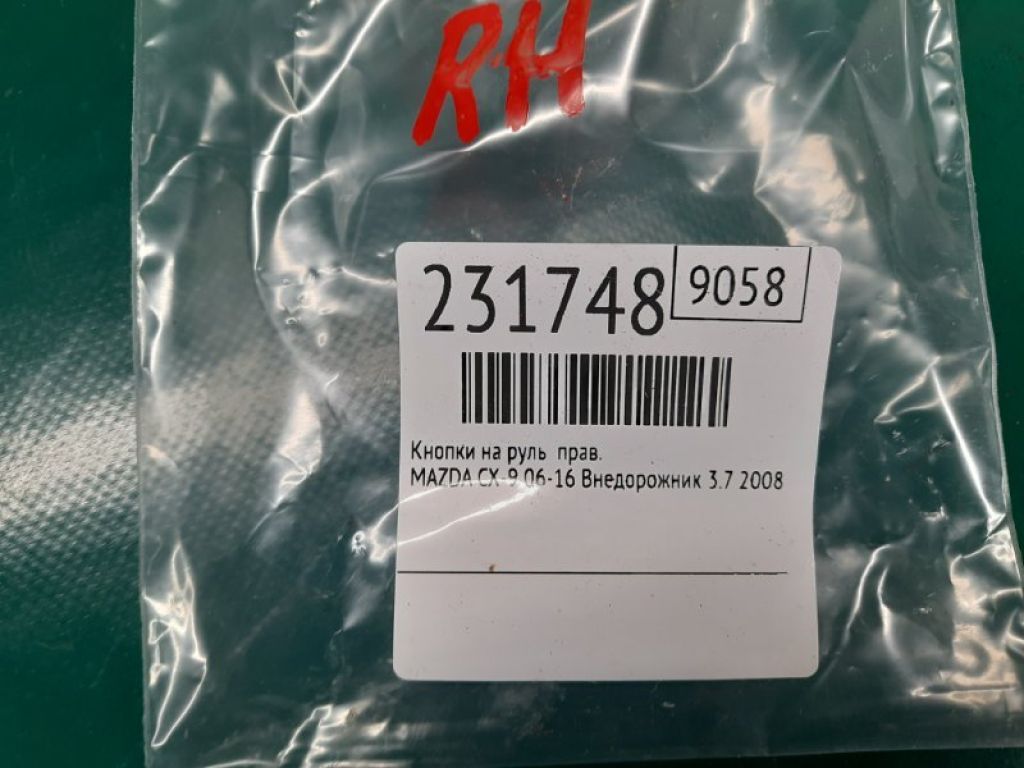 RH
231748 9058
Кнопки на руль прав.
MAZDA CX-9 06-16 Внедорожник 3.7 2008